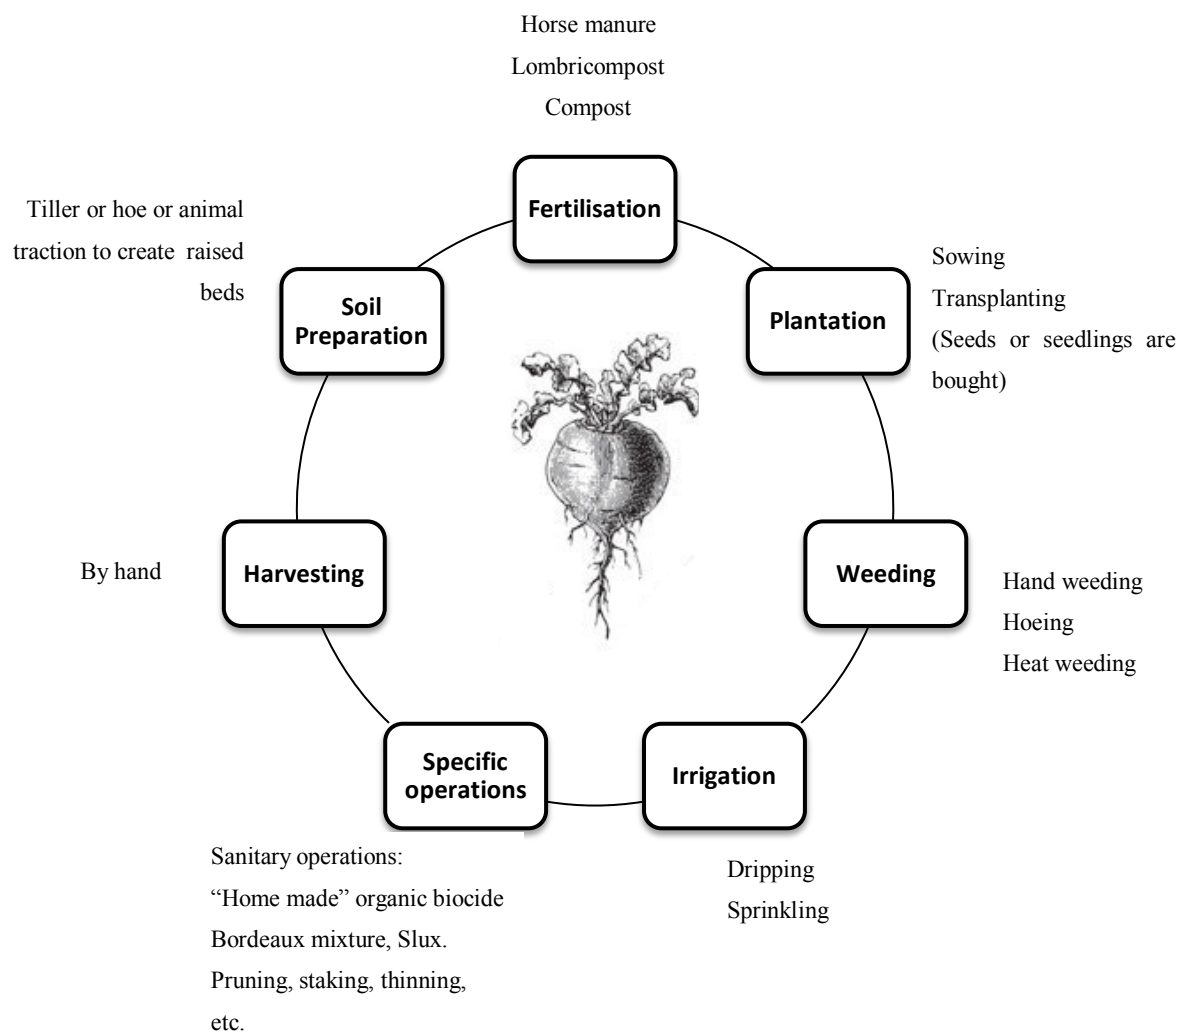 Horse manure
Lombricompost
Compost
Fertilisation
Tiller or hoe or animal
traction to create raised
beds
Soil
Preparation
Plantation
Sowing
Transplanting
(Seeds or seedlings are
bought)
Harvesting
By hand
Weeding
Hand weeding
Hoeing
Heat weeding
Specific
operations
Irrigation
Sanitary operations:
“Home made” organic biocide
Bordeaux mixture, Slux.
Pruning, staking, thinning,
etc.
Dripping
Sprinkling